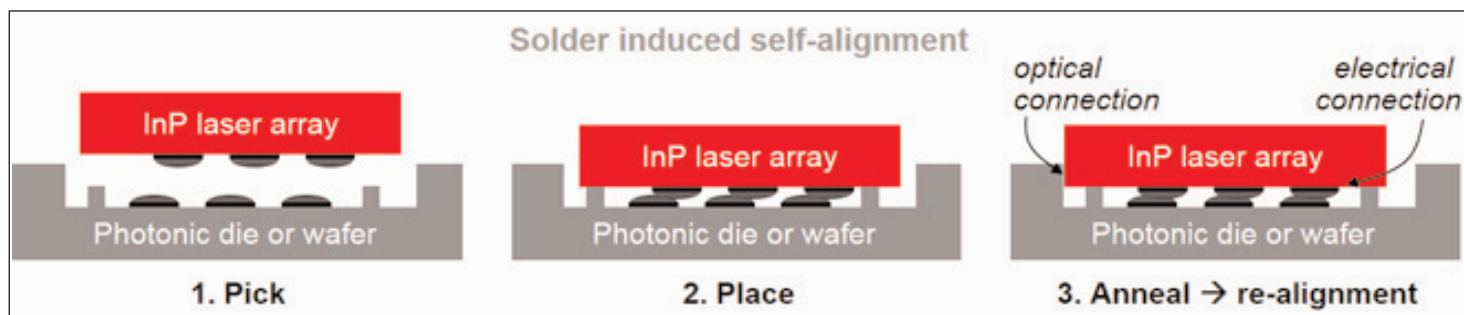 Solder induced self-alignment
optical
connection
electrical
connection
InP laser array
InP laser array
InP laser array
Photonic die or wafer
Photonic die or wafer
Photonic die or wafer
1. Pick
2. Place
3. Anneal → re-alignment